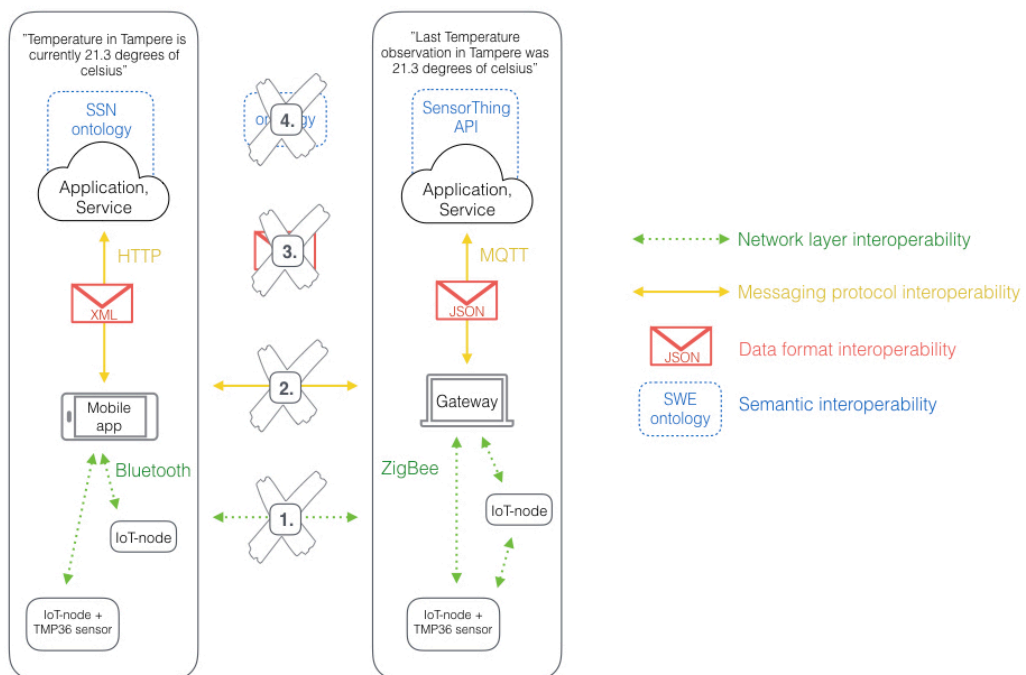 "Temperature in Tampere is
currently 21.3 degrees of
celsius"
SSN
ontology
Application,
Service
HTTP
XML
Mobile
app
Bluetooth
IoT-node
IoT-node +
TMP36 sensor
4.
3.
2.
1.
"Last Temperature
observation in Tampere was
21.3 degrees of celsius"
SensorThing
API
Application,
Service
MQTT
JSON
Gateway
ZigBee
IoT-node
IoT-node +
TMP36 sensor
Network layer interoperability
Messaging protocol interoperability
JSON
Data format interoperability
SWE
ontology
Semantic interoperability